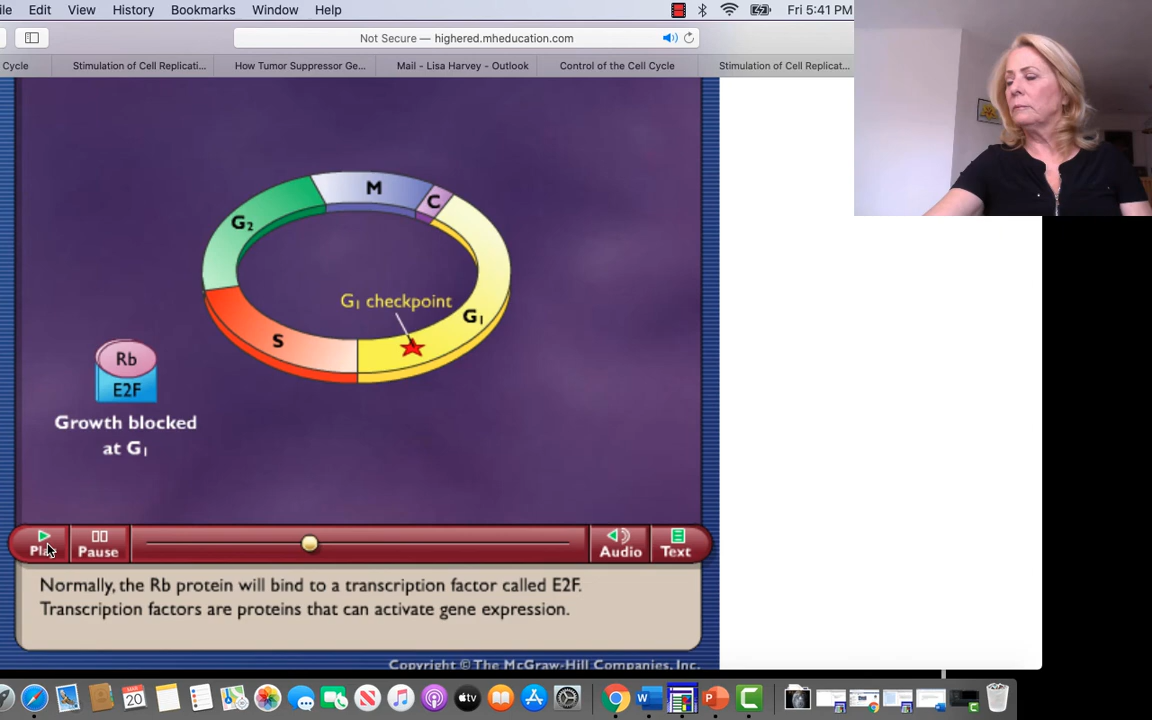 ile Edit View History Bookmarks Window Help Fri 5:41 PM
Not Secure — highered.mheducation.com
Cycle Stimulation of Cell Replicati... How Tumor Suppressor Ge... Mail - Lisa Harvey - Outlook Control of the Cell Cycle Stimulation of Cell Replicat...
M
C
G2
G1 checkpoint
G1
S
Rb
E2F
Growth blocked
at G1
Play Pause Audio Text
Normally, the Rb protein will bind to a transcription factor called E2F.
Transcription factors are proteins that can activate gene expression.
Copyright © The McGraw-Hill Companies, Inc.
MAR
20
tv
W
P
C